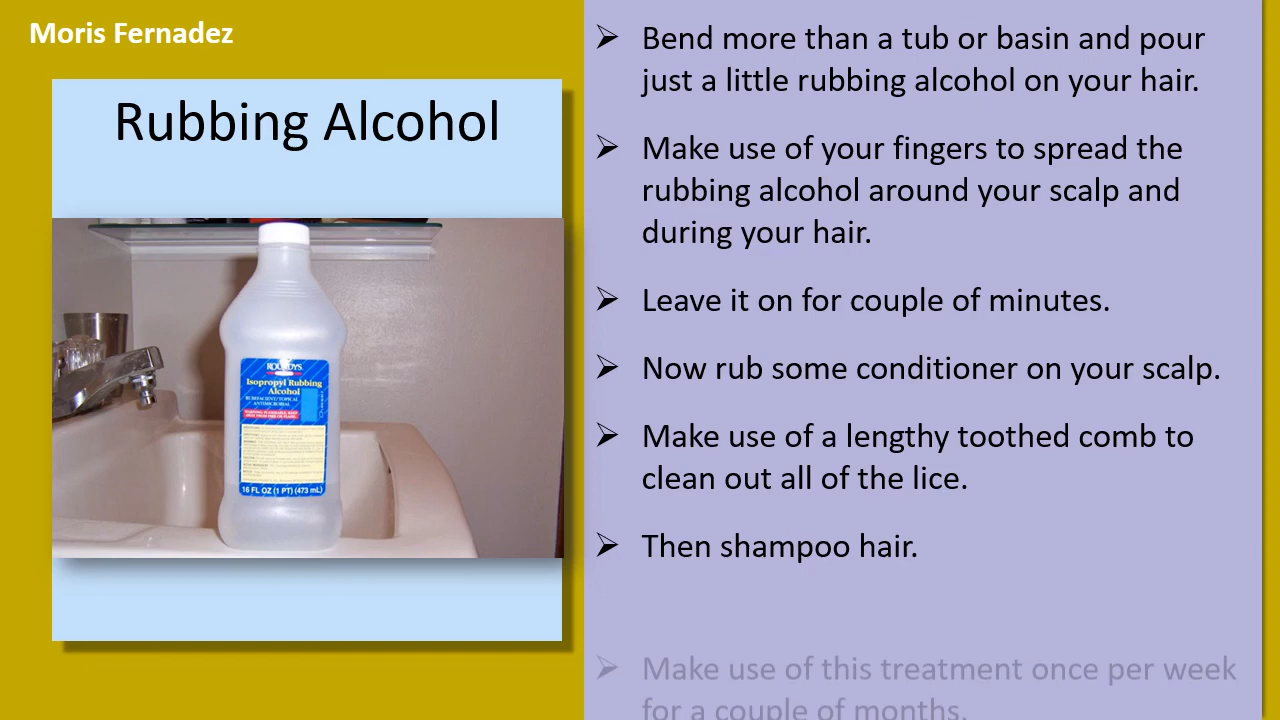 Moris Fernadez
Rubbing Alcohol
ROUNDY'S
Isopropyl Rubbing
Alcohol
RUBEFACIENT/TOPICAL
ANTIMICROBIAL
16 FL OZ (1 PT) (473 mL)
➢ Bend more than a tub or basin and pour
just a little rubbing alcohol on your hair.
➢ Make use of your fingers to spread the
rubbing alcohol around your scalp and
during your hair.
➢ Leave it on for couple of minutes.
➢ Now rub some conditioner on your scalp.
➢ Make use of a lengthy toothed comb to
clean out all of the lice.
➢ Then shampoo hair.
➢ Make use of this treatment once per week
for a couple of months.